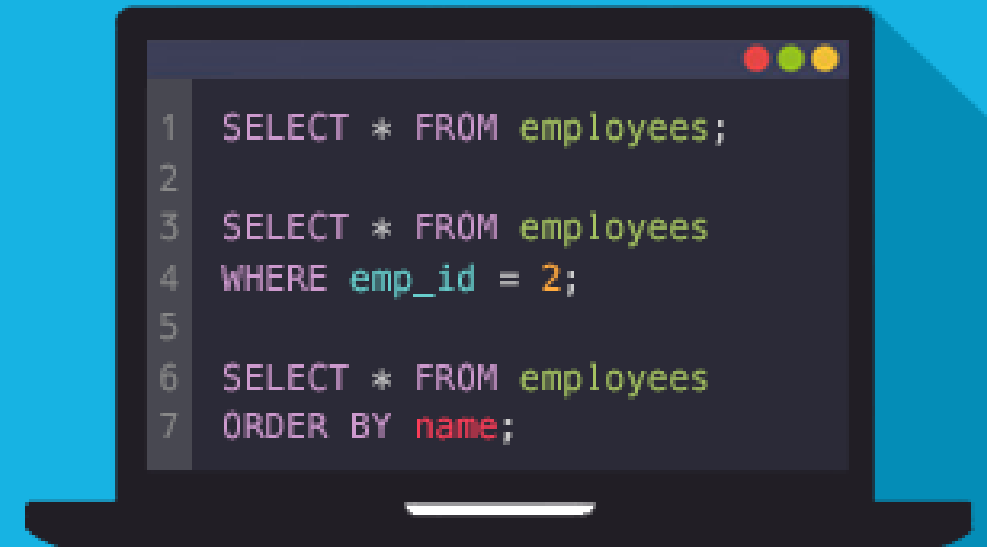 1 SELECT * FROM employees;
2
3 SELECT * FROM employees
4 WHERE emp_id = 2;
5
6 SELECT * FROM employees
7 ORDER BY name;